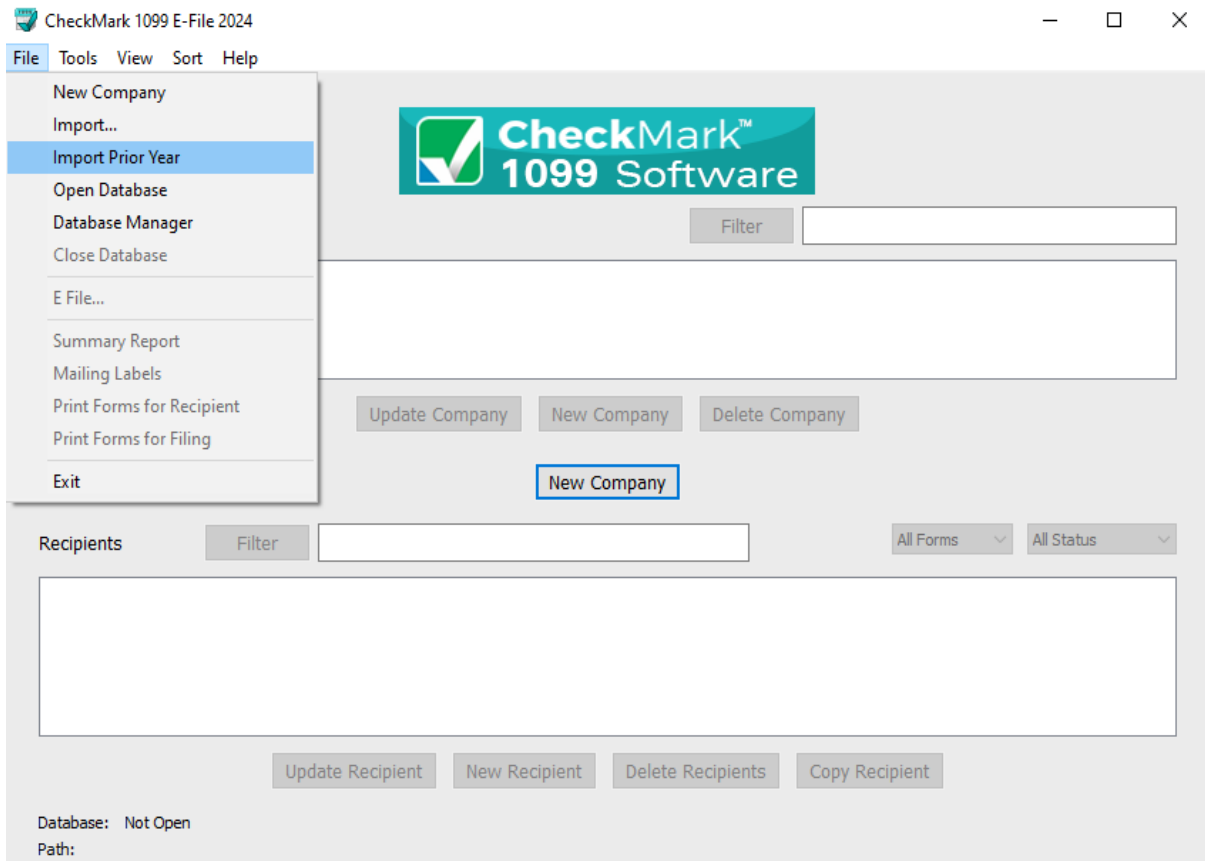 CheckMark 1099 E-File 2024
File Tools View Sort Help
New Company
Import...
Import Prior Year
Open Database
Database Manager
Close Database
E File...
Summary Report
Mailing Labels
Print Forms for Recipient
Print Forms for Filing
Exit
CheckMark™
1099 Software
Filter
Update Company New Company Delete Company
New Company
Recipients Filter All Forms All Status
Update Recipient New Recipient Delete Recipients Copy Recipient
Database: Not Open
Path: